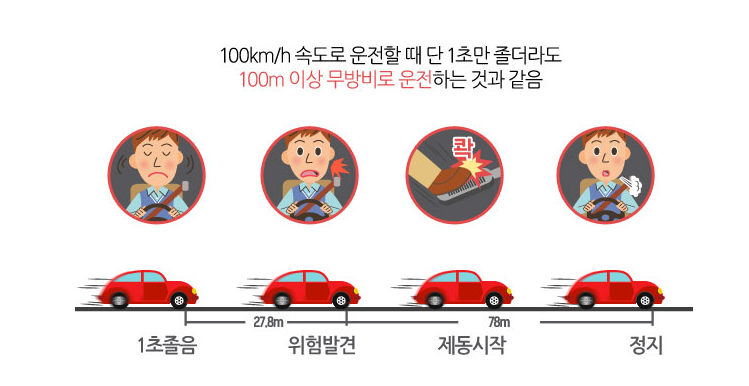 100km/h 속도로 운전할 때 단 1초만 졸더라도
100m 이상 무방비로 운전하는 것과 같음
콱
27,8m
78m
1초졸음
위험발견
제동시작
정지